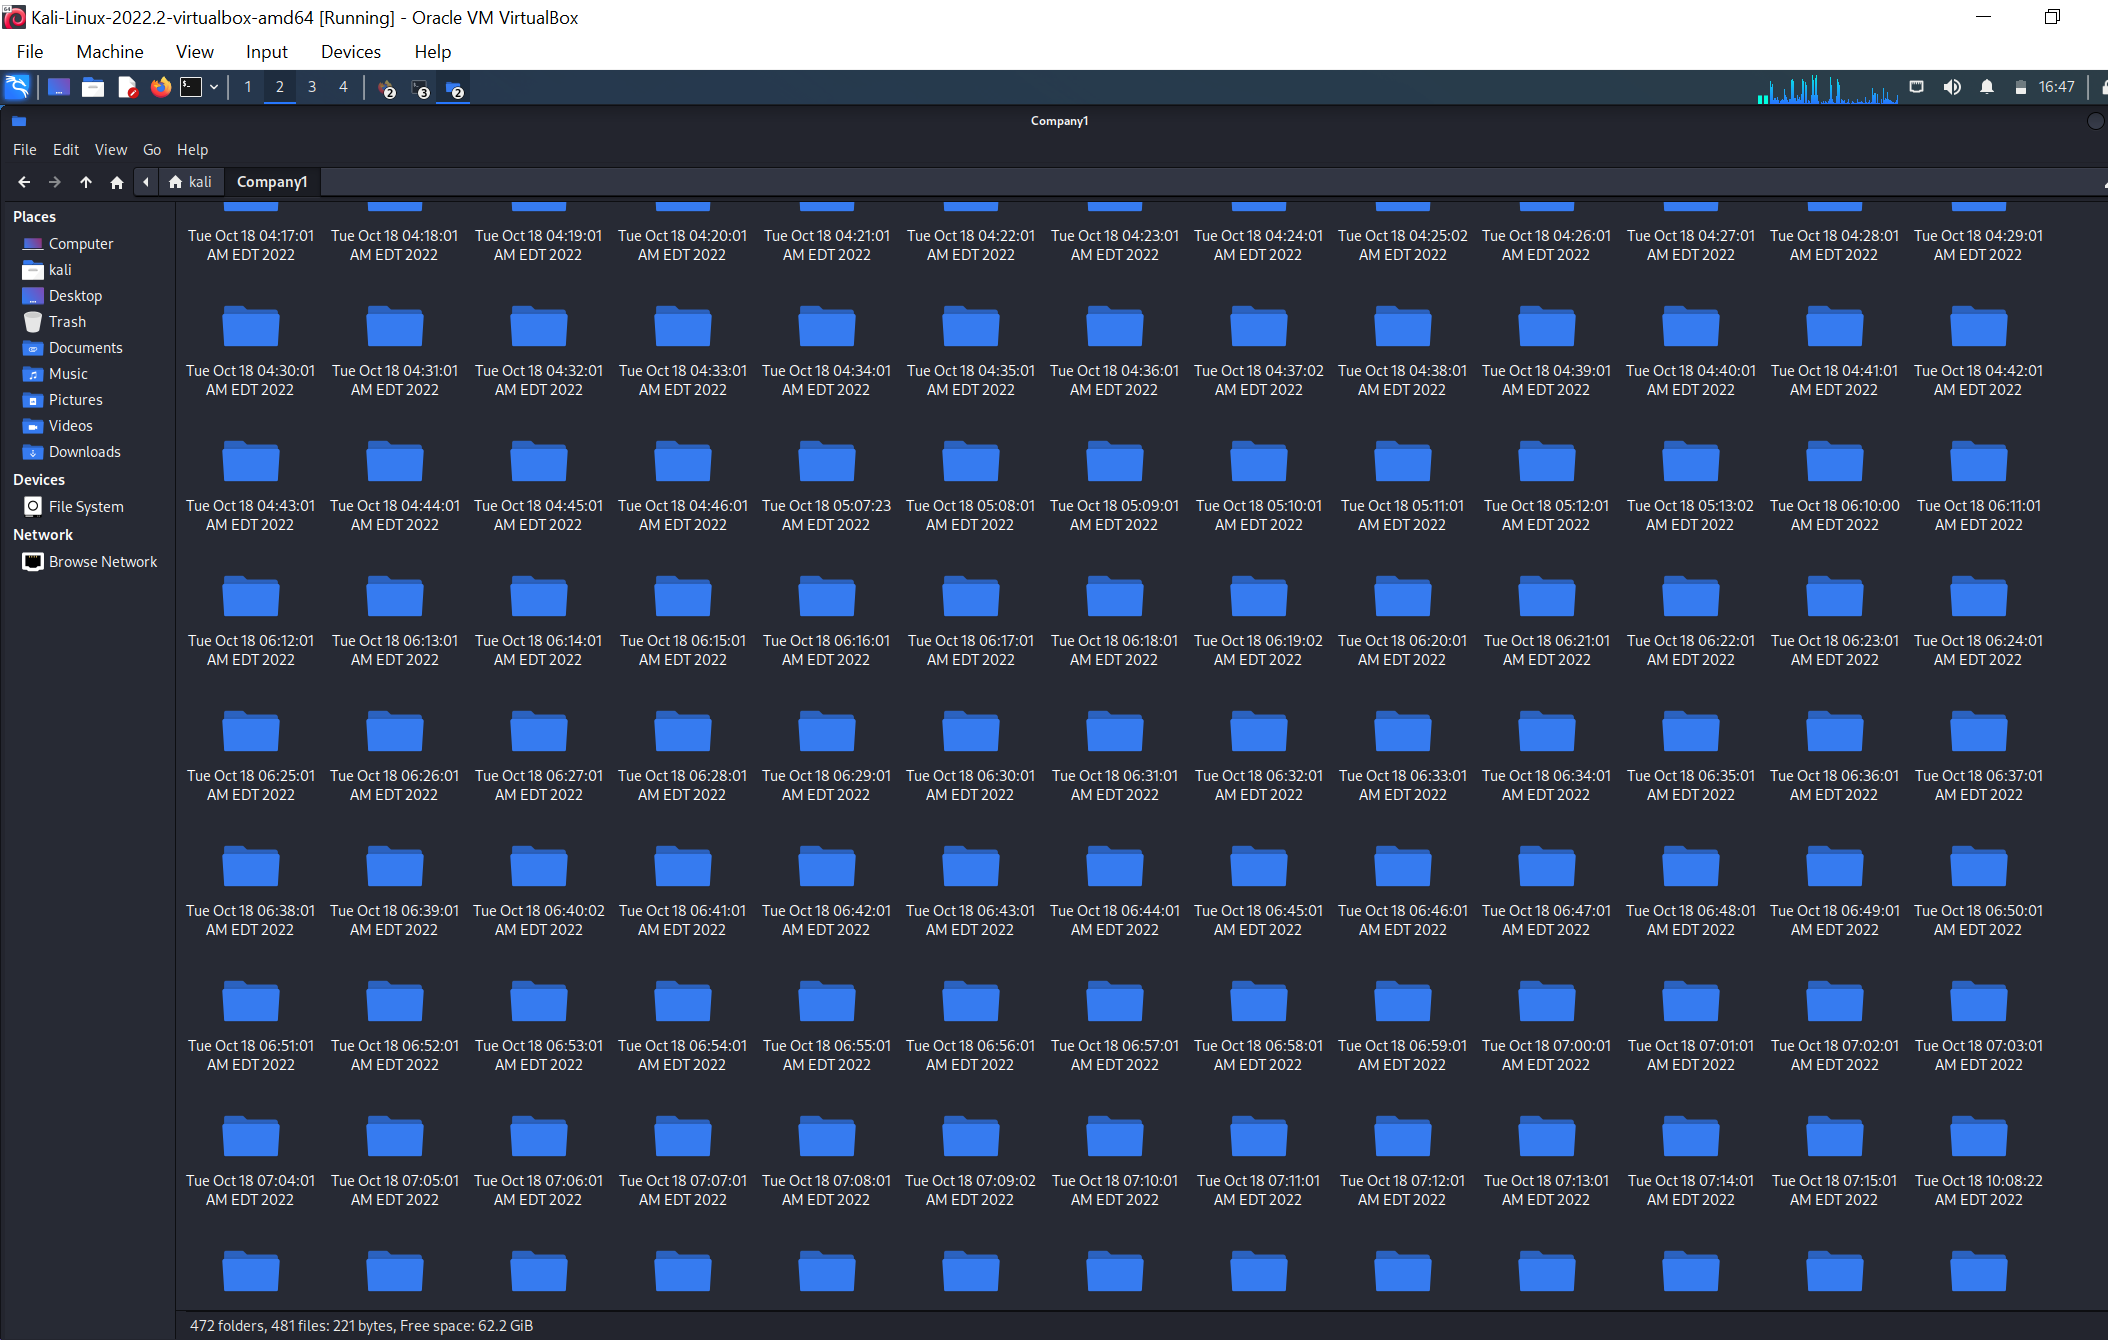 Kali-Linux-2022.2-virtualbox-amd64 [Running] - Oracle VM VirtualBox
File Machine View Input Devices Help
1 2 3 4 2 3 2 16:47
Company1
File Edit View Go Help
kali Company1
Places
Computer
kali
Desktop
Trash
Documents
Music
Pictures
Videos
Downloads
Devices
File System
Network
Browse Network
Tue Oct 18 04:17:01 Tue Oct 18 04:18:01 Tue Oct 18 04:19:01 Tue Oct 18 04:20:01 Tue Oct 18 04:21:01 Tue Oct 18 04:22:01 Tue Oct 18 04:23:01 Tue Oct 18 04:24:01 Tue Oct 18 04:25:02 Tue Oct 18 04:26:01 Tue Oct 18 04:27:01 Tue Oct 18 04:28:01 Tue Oct 18 04:29:01
AM EDT 2022 AM EDT 2022 AM EDT 2022 AM EDT 2022 AM EDT 2022 AM EDT 2022 AM EDT 2022 AM EDT 2022 AM EDT 2022 AM EDT 2022 AM EDT 2022 AM EDT 2022 AM EDT 2022
Tue Oct 18 04:30:01 Tue Oct 18 04:31:01 Tue Oct 18 04:32:01 Tue Oct 18 04:33:01 Tue Oct 18 04:34:01 Tue Oct 18 04:35:01 Tue Oct 18 04:36:01 Tue Oct 18 04:37:02 Tue Oct 18 04:38:01 Tue Oct 18 04:39:01 Tue Oct 18 04:40:01 Tue Oct 18 04:41:01 Tue Oct 18 04:42:01
AM EDT 2022 AM EDT 2022 AM EDT 2022 AM EDT 2022 AM EDT 2022 AM EDT 2022 AM EDT 2022 AM EDT 2022 AM EDT 2022 AM EDT 2022 AM EDT 2022 AM EDT 2022 AM EDT 2022
Tue Oct 18 04:43:01 Tue Oct 18 04:44:01 Tue Oct 18 04:45:01 Tue Oct 18 04:46:01 Tue Oct 18 05:07:23 Tue Oct 18 05:08:01 Tue Oct 18 05:09:01 Tue Oct 18 05:10:01 Tue Oct 18 05:11:01 Tue Oct 18 05:12:01 Tue Oct 18 05:13:02 Tue Oct 18 06:10:00 Tue Oct 18 06:11:01
AM EDT 2022 AM EDT 2022 AM EDT 2022 AM EDT 2022 AM EDT 2022 AM EDT 2022 AM EDT 2022 AM EDT 2022 AM EDT 2022 AM EDT 2022 AM EDT 2022 AM EDT 2022 AM EDT 2022
Tue Oct 18 06:12:01 Tue Oct 18 06:13:01 Tue Oct 18 06:14:01 Tue Oct 18 06:15:01 Tue Oct 18 06:16:01 Tue Oct 18 06:17:01 Tue Oct 18 06:18:01 Tue Oct 18 06:19:02 Tue Oct 18 06:20:01 Tue Oct 18 06:21:01 Tue Oct 18 06:22:01 Tue Oct 18 06:23:01 Tue Oct 18 06:24:01
AM EDT 2022 AM EDT 2022 AM EDT 2022 AM EDT 2022 AM EDT 2022 AM EDT 2022 AM EDT 2022 AM EDT 2022 AM EDT 2022 AM EDT 2022 AM EDT 2022 AM EDT 2022 AM EDT 2022
Tue Oct 18 06:25:01 Tue Oct 18 06:26:01 Tue Oct 18 06:27:01 Tue Oct 18 06:28:01 Tue Oct 18 06:29:01 Tue Oct 18 06:30:01 Tue Oct 18 06:31:01 Tue Oct 18 06:32:01 Tue Oct 18 06:33:01 Tue Oct 18 06:34:01 Tue Oct 18 06:35:01 Tue Oct 18 06:36:01 Tue Oct 18 06:37:01
AM EDT 2022 AM EDT 2022 AM EDT 2022 AM EDT 2022 AM EDT 2022 AM EDT 2022 AM EDT 2022 AM EDT 2022 AM EDT 2022 AM EDT 2022 AM EDT 2022 AM EDT 2022 AM EDT 2022
Tue Oct 18 06:38:01 Tue Oct 18 06:39:01 Tue Oct 18 06:40:02 Tue Oct 18 06:41:01 Tue Oct 18 06:42:01 Tue Oct 18 06:43:01 Tue Oct 18 06:44:01 Tue Oct 18 06:45:01 Tue Oct 18 06:46:01 Tue Oct 18 06:47:01 Tue Oct 18 06:48:01 Tue Oct 18 06:49:01 Tue Oct 18 06:50:01
AM EDT 2022 AM EDT 2022 AM EDT 2022 AM EDT 2022 AM EDT 2022 AM EDT 2022 AM EDT 2022 AM EDT 2022 AM EDT 2022 AM EDT 2022 AM EDT 2022 AM EDT 2022 AM EDT 2022
Tue Oct 18 06:51:01 Tue Oct 18 06:52:01 Tue Oct 18 06:53:01 Tue Oct 18 06:54:01 Tue Oct 18 06:55:01 Tue Oct 18 06:56:01 Tue Oct 18 06:57:01 Tue Oct 18 06:58:01 Tue Oct 18 06:59:01 Tue Oct 18 07:00:01 Tue Oct 18 07:01:01 Tue Oct 18 07:02:01 Tue Oct 18 07:03:01
AM EDT 2022 AM EDT 2022 AM EDT 2022 AM EDT 2022 AM EDT 2022 AM EDT 2022 AM EDT 2022 AM EDT 2022 AM EDT 2022 AM EDT 2022 AM EDT 2022 AM EDT 2022 AM EDT 2022
Tue Oct 18 07:04:01 Tue Oct 18 07:05:01 Tue Oct 18 07:06:01 Tue Oct 18 07:07:01 Tue Oct 18 07:08:01 Tue Oct 18 07:09:02 Tue Oct 18 07:10:01 Tue Oct 18 07:11:01 Tue Oct 18 07:12:01 Tue Oct 18 07:13:01 Tue Oct 18 07:14:01 Tue Oct 18 07:15:01 Tue Oct 18 10:08:22
AM EDT 2022 AM EDT 2022 AM EDT 2022 AM EDT 2022 AM EDT 2022 AM EDT 2022 AM EDT 2022 AM EDT 2022 AM EDT 2022 AM EDT 2022 AM EDT 2022 AM EDT 2022 AM EDT 2022
472 folders, 481 files: 221 bytes, Free space: 62.2 GiB